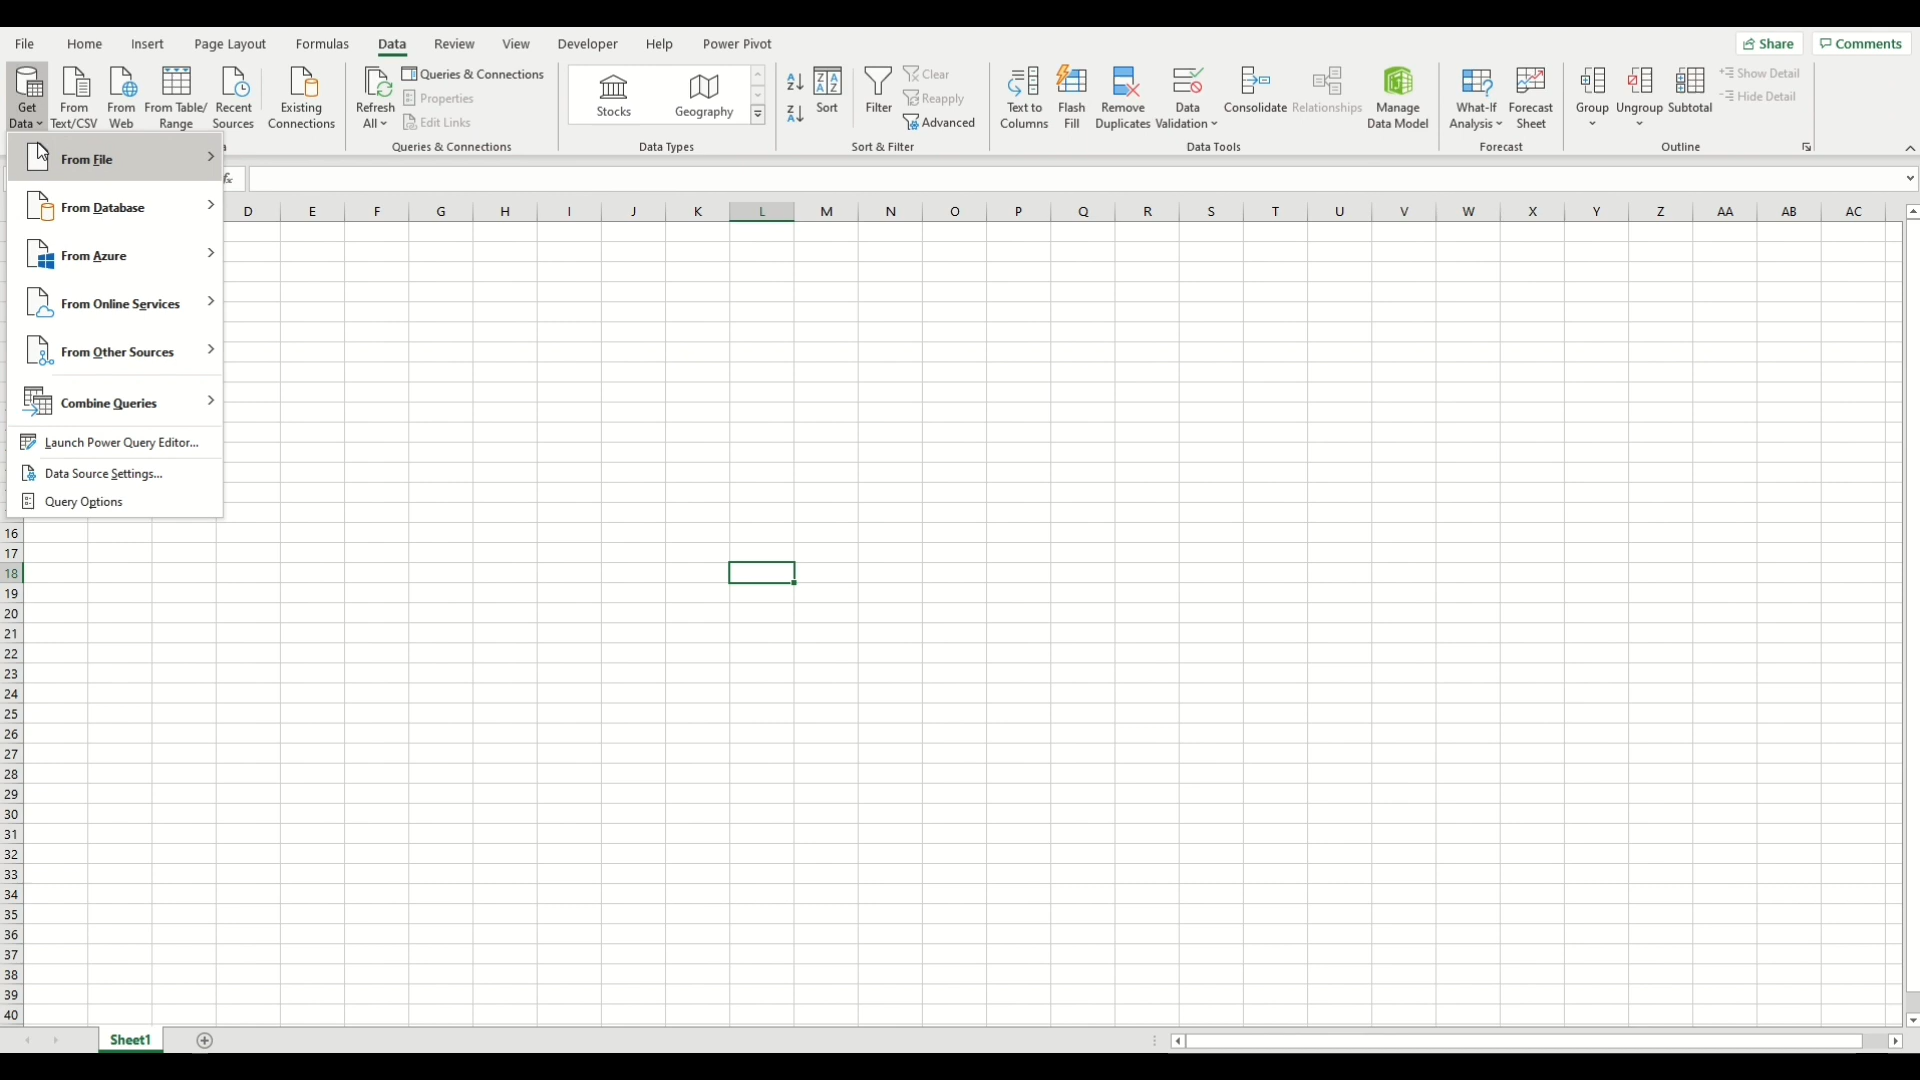 File Home Insert Page Layout Formulas Data Review View Developer Help Power Pivot Share Comments
Get Data From Text/CSV From Web From Table/ Range Recent Sources Existing Connections
Refresh All Queries & Connections Properties Edit Links
Stocks Geography
Sort Filter Clear Reapply Advanced
Text to Columns Flash Fill Remove Duplicates Data Validation Consolidate Relationships Manage Data Model
What-If Analysis Forecast Sheet
Group Ungroup Subtotal Show Detail Hide Detail
Queries & Connections Data Types Sort & Filter Data Tools Forecast Outline
From File
From Database
From Azure
From Online Services
From Other Sources
Combine Queries
Launch Power Query Editor...
Data Source Settings...
Query Options
fx
D E F G H I J K L M N O P Q R S T U V W X Y Z AA AB AC
16
17
18
19
20
21
22
23
24
25
26
27
28
29
30
31
32
33
34
35
36
37
38
39
40
Sheet1